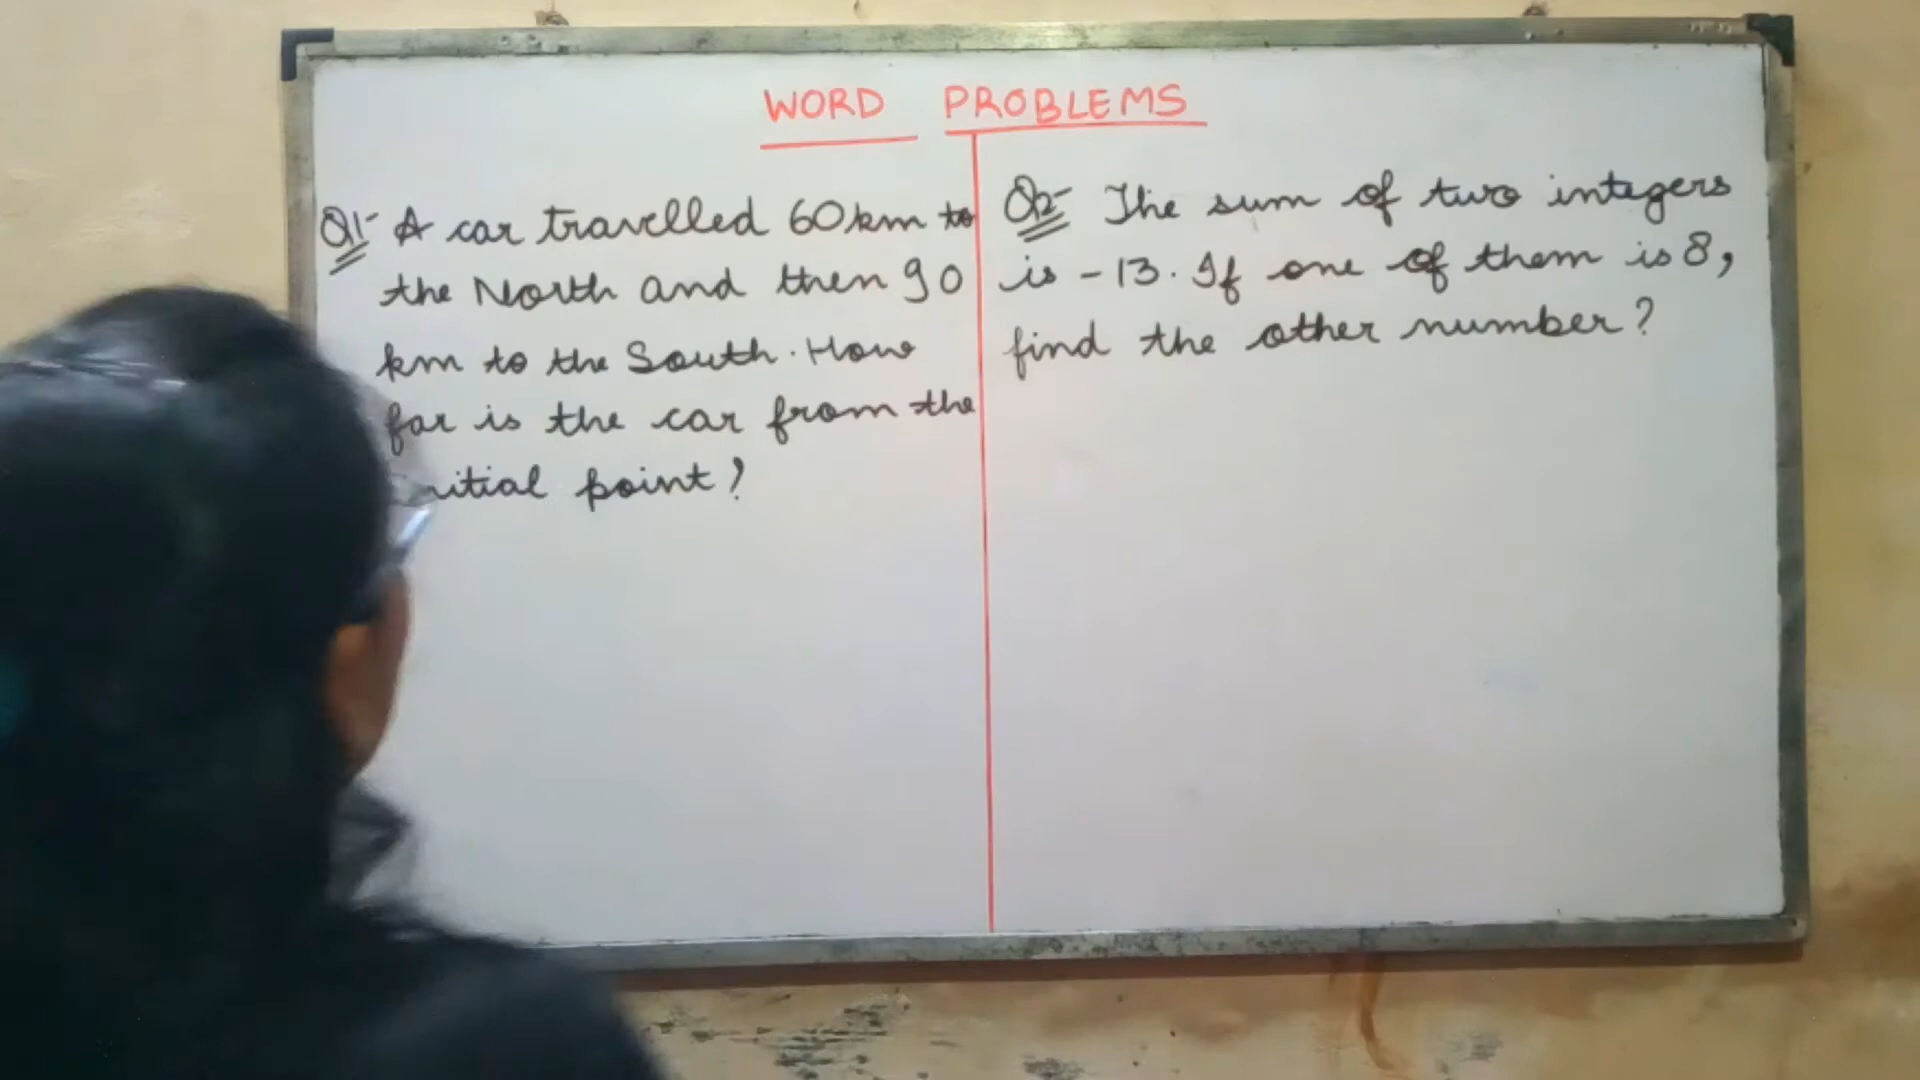 WORD PROBLEMS
Q1- A car travelled 60km to
the North and then 90
km to the South. How
far is the car from the
initial point?
Q2- The sum of two integers
is -13. If one of them is 8,
find the other number?